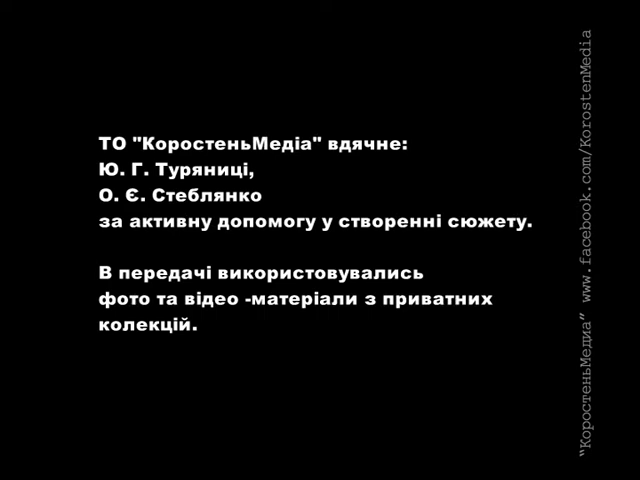 ТО "КоростеньМедіа" вдячне:
Ю. Г. Туряниці,
О. Є. Стеблянко
за активну допомогу у створенні сюжету.
В передачі використовувались
фото та відео -матеріали з приватних
колекцій.
“КоростеньМедиа” www.facebook.com/KorostenMedia